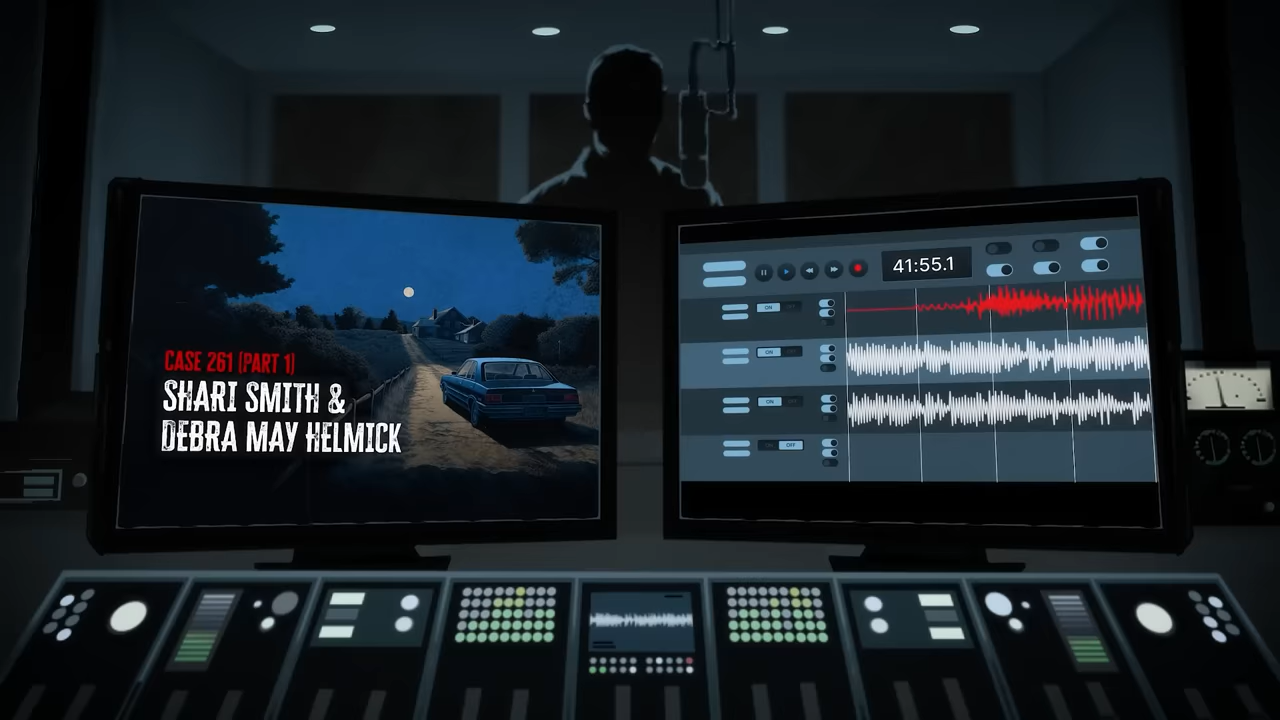 CASE 261 (PART 1)
SHARI SMITH &
DEBRA MAY HELMICK
41:55.1
ON
ON
ON
OFF